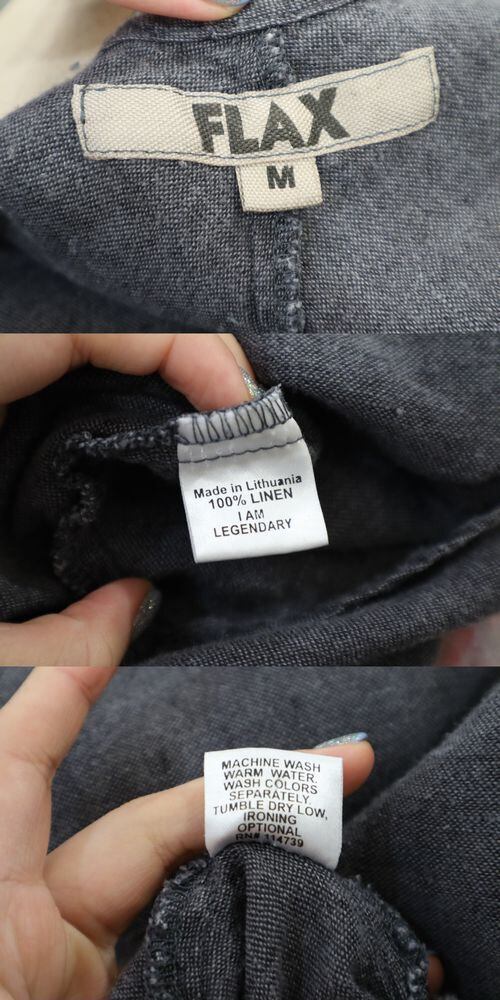 FLAX
M
Made in Lithuania
100% LINEN
I AM
LEGENDARY
MACHINE WASH
WARM WATER.
WASH COLORS
SEPARATELY.
TUMBLE DRY LOW,
IRONING
OPTIONAL
RN# 114739